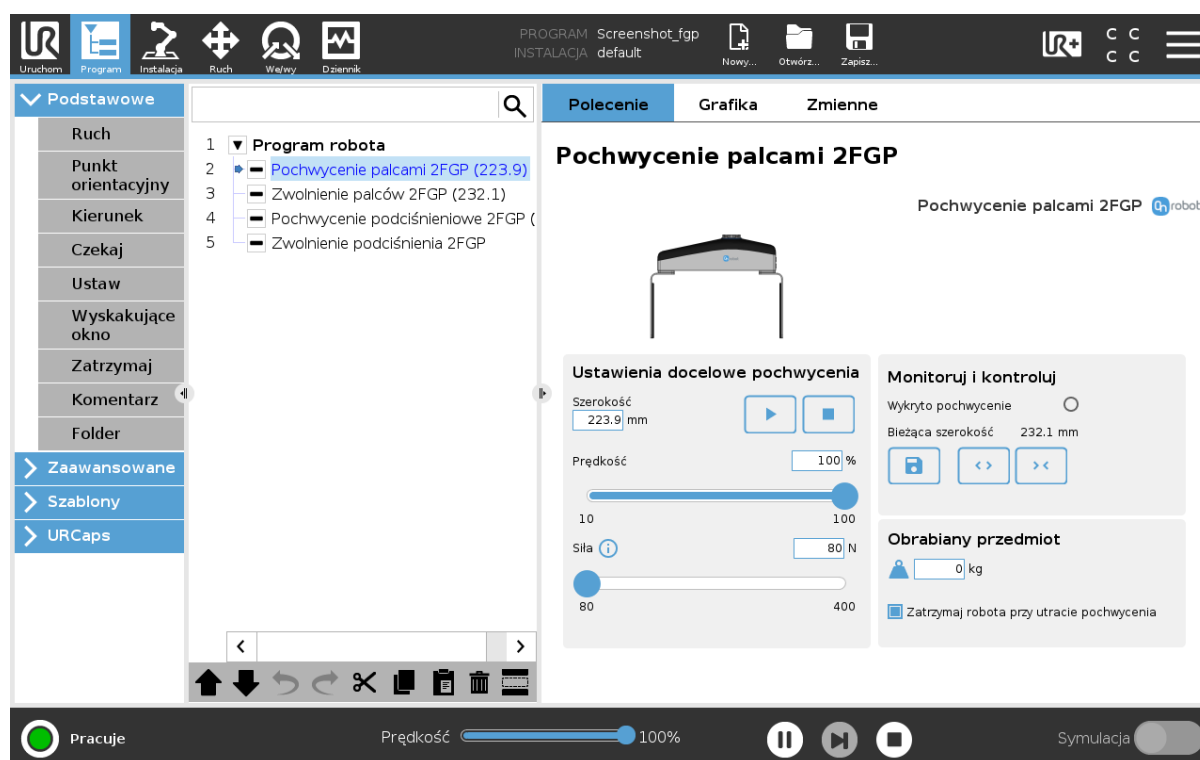 PROGRAM Screenshot_fgp
INSTALACJA default
Uruchom Program Instalacja Ruch We/wy Dziennik Nowy... Otwórz... Zapisz...
UR+
C C
C C
Podstawowe
Ruch
Punkt
orientacyjny
Kierunek
Czekaj
Ustaw
Wyskakujące
okno
Zatrzymaj
Komentarz
Folder
Zaawansowane
Szablony
URCaps
1 Program robota
2 Pochwycenie palcami 2FGP (223.9)
3 Zwolnienie palców 2FGP (232.1)
4 Pochwycenie podciśnieniowe 2FGP (
5 Zwolnienie podciśnienia 2FGP
Polecenie Grafika Zmienne
Pochwycenie palcami 2FGP
Pochwycenie palcami 2FGP On robot
Ustawienia docelowe pochwycenia
Szerokość
223.9 mm
Prędkość 100 %
10 100
Siła i 80 N
80 400
Monitoruj i kontroluj
Wykryto pochwycenie
Bieżąca szerokość 232.1 mm
Obrabiany przedmiot
0 kg
Zatrzymaj robota przy utracie pochwycenia
Pracuje Prędkość 100% Symulacja